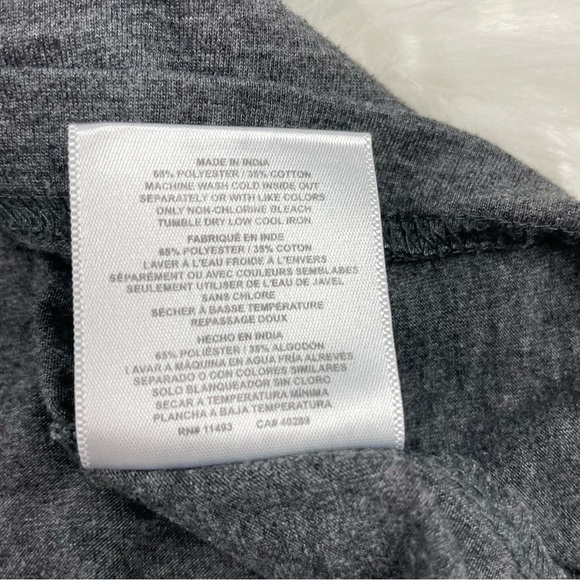 MADE IN INDIA
65% POLYESTER / 35% COTTON
MACHINE WASH COLD INSIDE OUT
SEPARATELY OR WITH LIKE COLORS
ONLY NON-CHLORINE BLEACH
TUMBLE DRY LOW COOL IRON
FABRIQUÉ EN INDE
65% POLYESTER / 35% COTON
LAVER À L'EAU FROIDE À L'ENVERS
SÉPARÉMENT OU AVEC COULEURS SEMBLABES
SEULEMENT UTILISER DE L'EAU DE JAVEL
SANS CHLORE
SÉCHER À BASSE TEMPÉRATURE
REPASSAGE DOUX
HECHO EN INDIA
65% POLIÉSTER / 35% ALGODÓN
LAVAR A MÁQUINA EN AGUA FRÍA ALREVÉS
SEPARADO O CON COLORES SIMILARES
SOLO BLANQUEADOR SIN CLORO
SECAR A TEMPERATURA MÍNIMA
PLANCHA A BAJA TEMPERATURA
RN# 11493 CA# 40289